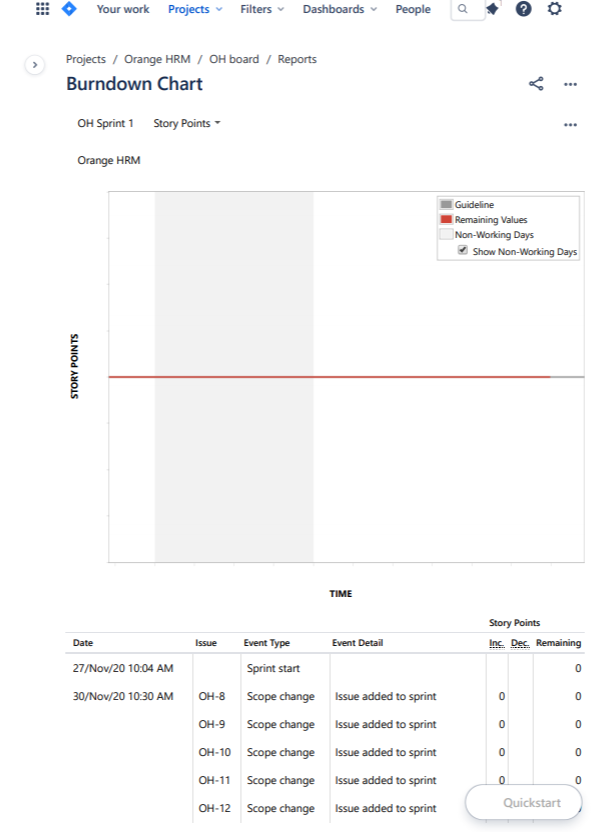 Your work Projects Filters Dashboards People
Projects / Orange HRM / OH board / Reports
Burndown Chart
OH Sprint 1 Story Points
Orange HRM
Guideline
Remaining Values
Non-Working Days
Show Non-Working Days
STORY POINTS
TIME
Story Points
Date Issue Event Type Event Detail Inc. Dec. Remaining
27/Nov/20 10:04 AM Sprint start 0
30/Nov/20 10:30 AM OH-8 Scope change Issue added to sprint 0 0
OH-9 Scope change Issue added to sprint 0 0
OH-10 Scope change Issue added to sprint 0 0
OH-11 Scope change Issue added to sprint 0 0
OH-12 Scope change Issue added to sprint
Quickstart